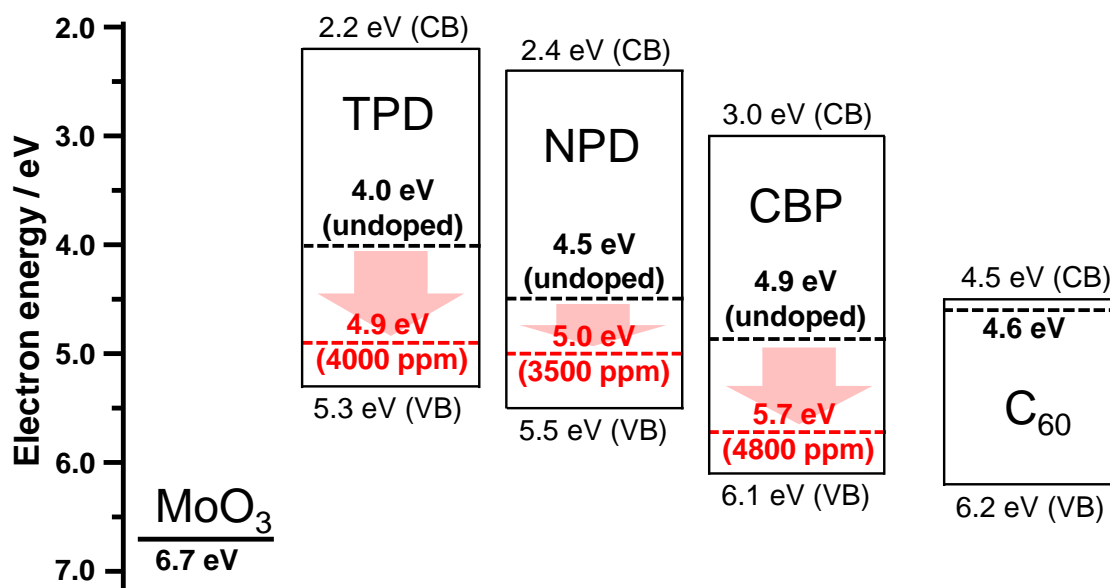 Electron energy / eV
2.0
3.0
4.0
5.0
6.0
7.0
MoO3
6.7 eV
2.2 eV (CB)
TPD
4.0 eV
(undoped)
4.9 eV
(4000 ppm)
5.3 eV (VB)
2.4 eV (CB)
NPD
4.5 eV
(undoped)
5.0 eV
(3500 ppm)
5.5 eV (VB)
3.0 eV (CB)
CBP
4.9 eV
(undoped)
5.7 eV
(4800 ppm)
6.1 eV (VB)
4.5 eV (CB)
4.6 eV
C60
6.2 eV (VB)